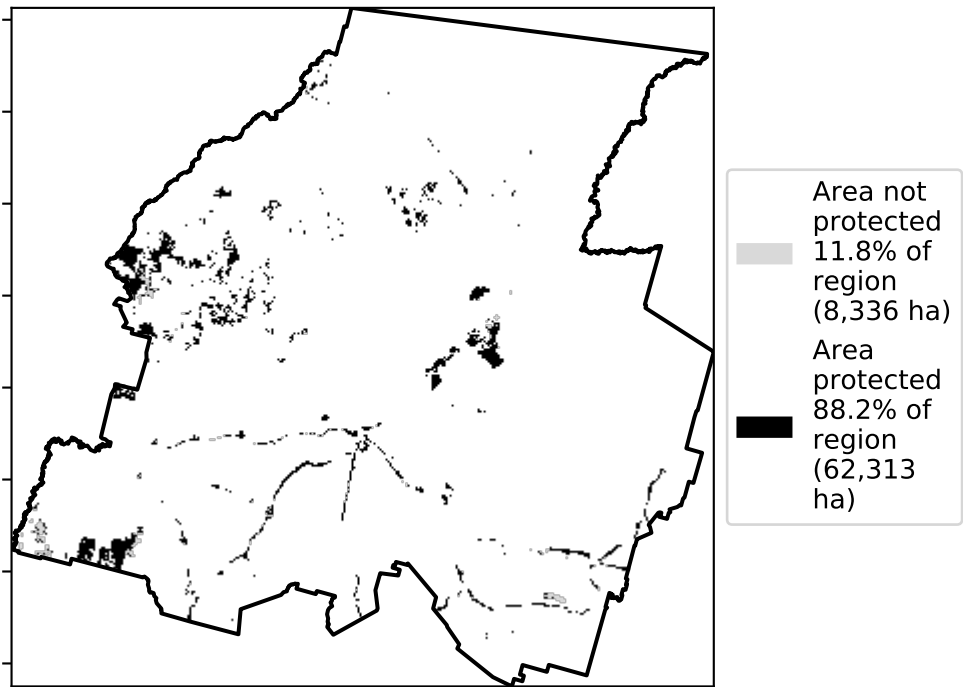 Area not
protected
11.8% of
region
(8,336 ha)
Area
protected
88.2% of
region
(62,313
ha)